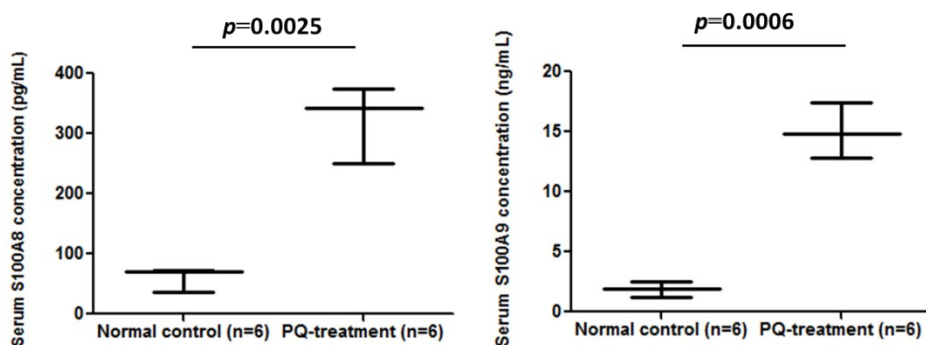 p=0.0025
Serum S100A8 concentration (pg/mL)
400
300
200
100
0
Normal control (n=6) PQ-treatment (n=6)
p=0.0006
Serum S100A9 concentration (ng/mL)
20
15
10
5
0
Normal control (n=6) PQ-treatment (n=6)